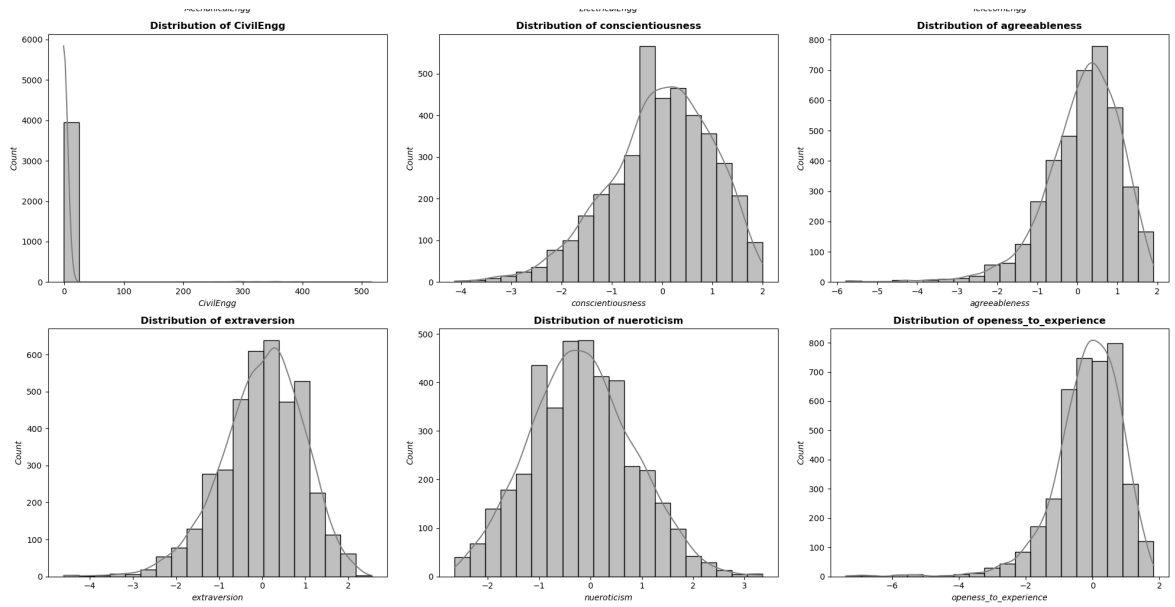 MechanicalEngg
ElectricalEngg
TelecomEngg
Distribution of CivilEngg
6000
5000
4000
3000
2000
1000
0
Count
0 100 200 300 400 500
CivilEngg
Distribution of conscientiousness
500
400
300
200
100
0
Count
−4 −3 −2 −1 0 1 2
conscientiousness
Distribution of agreeableness
800
700
600
500
400
300
200
100
0
Count
−6 −5 −4 −3 −2 −1 0 1 2
agreeableness
Distribution of extraversion
600
500
400
300
200
100
0
Count
−4 −3 −2 −1 0 1 2
extraversion
Distribution of nueroticism
500
400
300
200
100
0
Count
−2 −1 0 1 2 3
nueroticism
Distribution of openess_to_experience
800
700
600
500
400
300
200
100
0
Count
−6 −4 −2 0 2
openess_to_experience